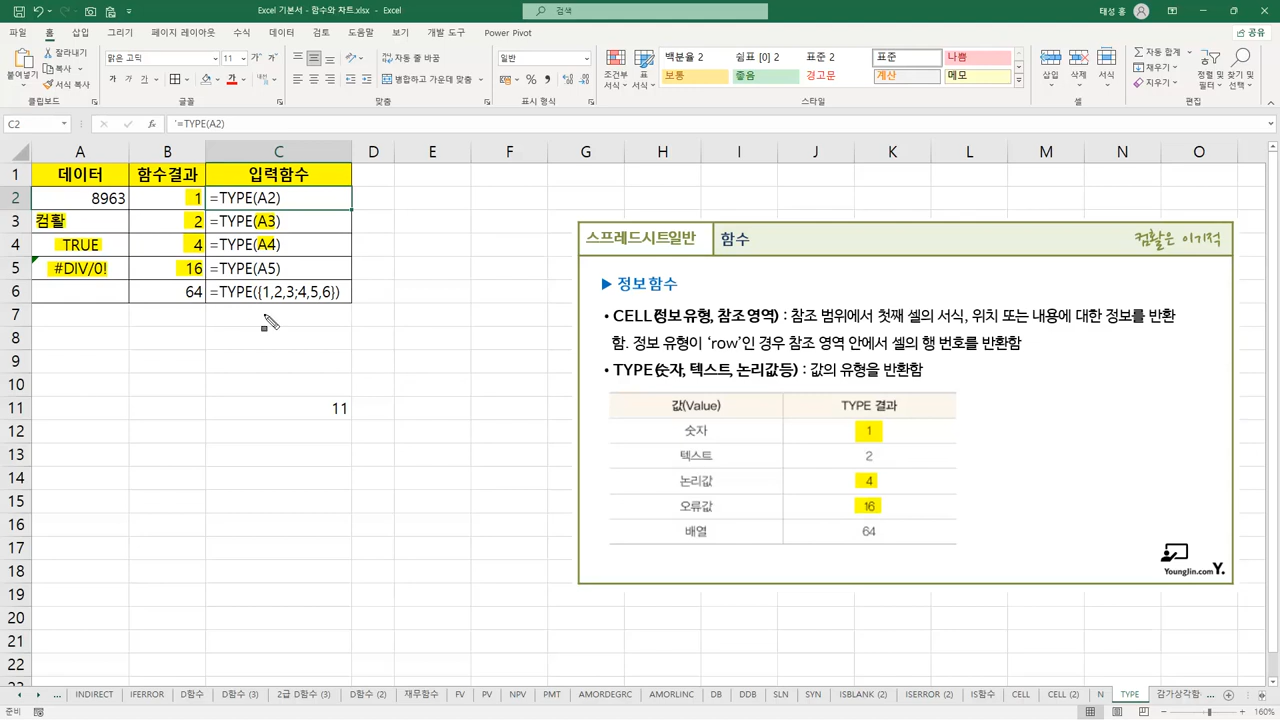 Excel 기본서 - 함수와 차트.xlsx - Excel
검색
태성 홍
파일 홈 삽입 그리기 페이지 레이아웃 수식 데이터 검토 도움말 보기 개발 도구 Power Pivot
공유
붙여넣기
잘라내기
복사
서식 복사
클립보드
맑은 고딕 11
가 가 가
글꼴
자동 줄 바꿈
병합하고 가운데 맞춤
맞춤
일반
표시 형식
조건부 서식
표 서식
백분율 2 쉼표 [0] 2 표준 2 표준 나쁨
보통 좋음 경고문 계산 메모
스타일
삽입 삭제 서식
셀
자동 합계
채우기
지우기
정렬 및 필터
찾기 및 선택
편집
C2
'=TYPE(A2)
A B C D E F G H I J K L M N O
1 데이터 함수결과 입력함수
2 8963 1 =TYPE(A2)
3 컴활 2 =TYPE(A3)
4 TRUE 4 =TYPE(A4)
5 #DIV/0! 16 =TYPE(A5)
6 64 =TYPE({1,2,3;4,5,6})
7
8
9
10
11 11
12
13
14
15
16
17
18
19
20
21
22
스프레드시트일반 함수 컴활은 이기적
▶ 정보 함수
• CELL(정보 유형, 참조 영역) : 참조 범위에서 첫째 셀의 서식, 위치 또는 내용에 대한 정보를 반환
함. 정보 유형이 ‘row’인 경우 참조 영역 안에서 셀의 행 번호를 반환함
• TYPE(숫자, 텍스트, 논리값등) : 값의 유형을 반환함
값(Value) TYPE 결과
숫자 1
텍스트 2
논리값 4
오류값 16
배열 64
YoungJin.com Y.
... INDIRECT IFERROR D함수 D함수 (3) 2급 D함수 (3) D함수 (2) 재무함수 FV PV NPV PMT AMORDEGRC AMORLINC DB DDB SLN SYN ISBLANK (2) ISERROR (2) IS함수 CELL CELL (2) N TYPE 감가상각함 ...
준비
160%